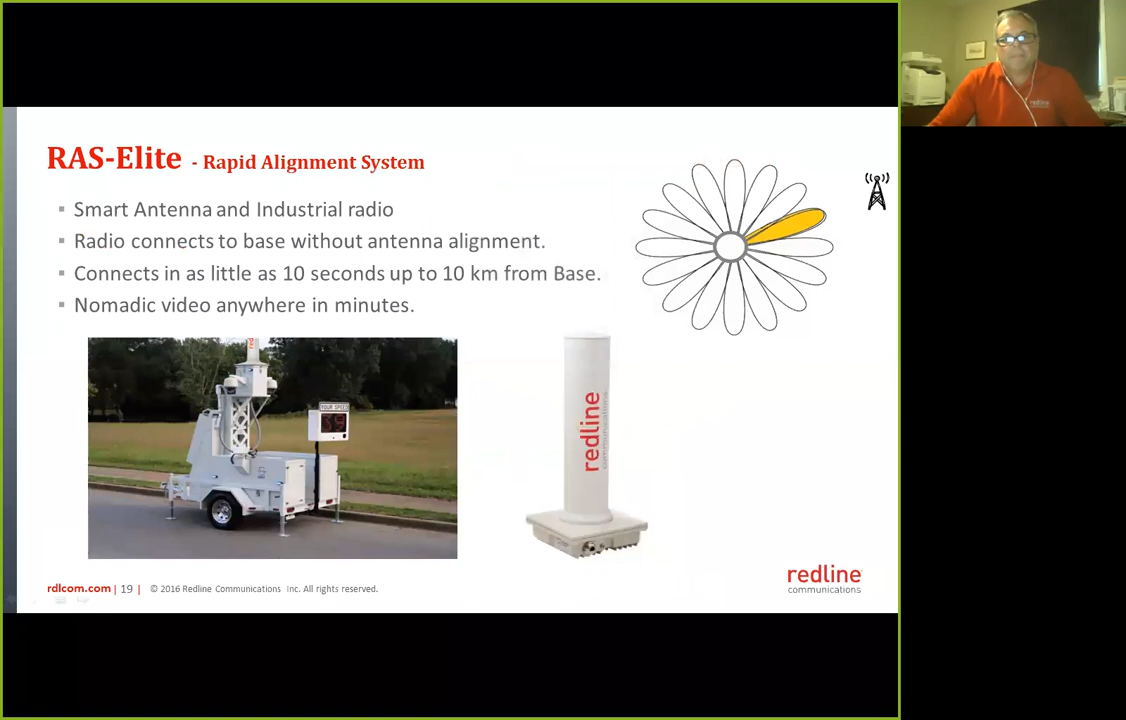 RAS-Elite - Rapid Alignment System
▪ Smart Antenna and Industrial radio
▪ Radio connects to base without antenna alignment.
▪ Connects in as little as 10 seconds up to 10 km from Base.
▪ Nomadic video anywhere in minutes.
YOUR SPEED
redline
communications
rdlcom.com | 19 | © 2016 Redline Communications Inc. All rights reserved.
redline
communications
redline